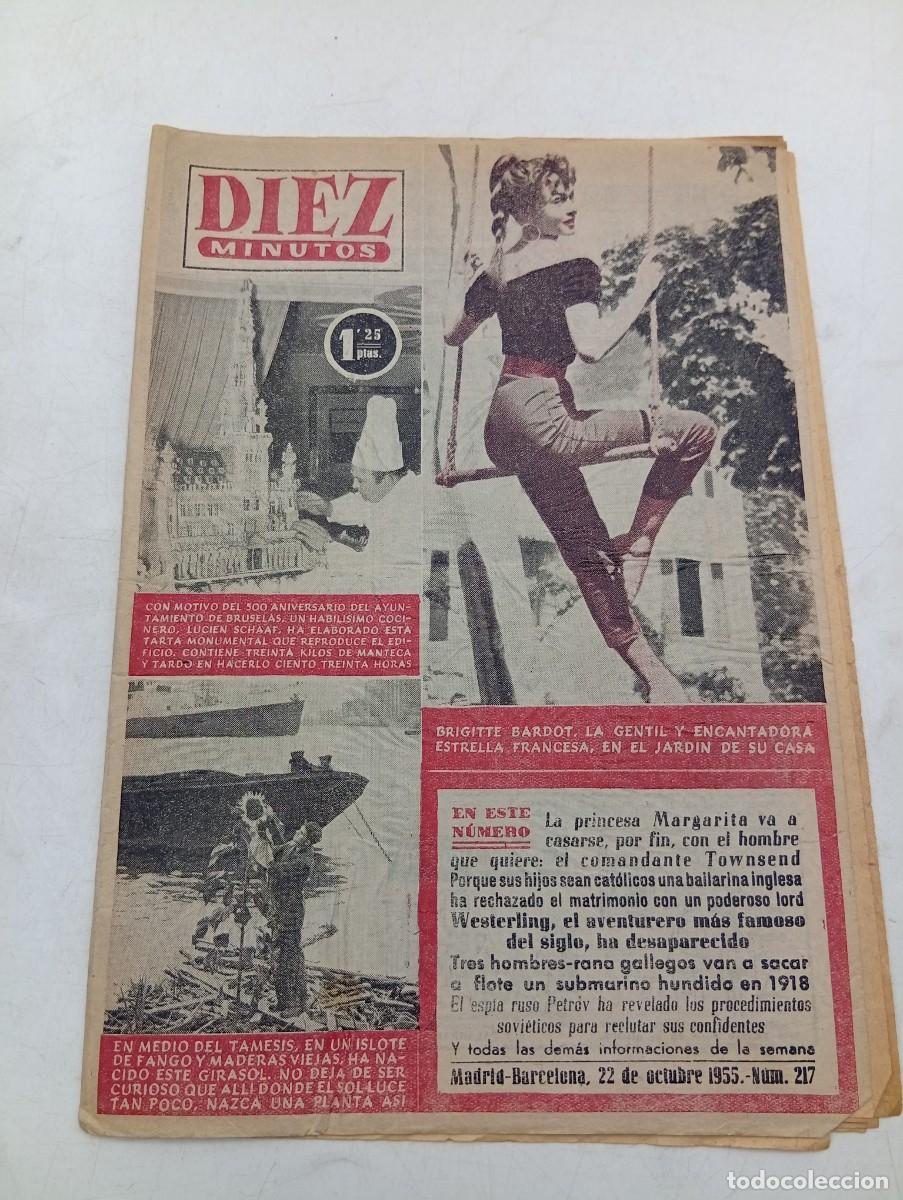 DIEZ
MINUTOS
1'25
ptas.
CON MOTIVO DEL 500 ANIVERSARIO DEL AYUN-
TAMIENTO DE BRUSELAS, UN HABILISIMO COCI-
NERO, LUCIEN SCHAAF, HA ELABORADO ESTA
TARTA MONUMENTAL QUE REPRODUCE EL EDI-
FICIO. CONTIENE TREINTA KILOS DE MANTECA
Y TARDO EN HACERLO CIENTO TREINTA HORAS
BRIGITTE BARDOT, LA GENTIL Y ENCANTADORA
ESTRELLA FRANCESA, EN EL JARDIN DE SU CASA
EN MEDIO DEL TAMESIS, EN UN ISLOTE
DE FANGO Y MADERAS VIEJAS, HA NA-
CIDO ESTE GIRASOL. NO DEJA DE SER
CURIOSO QUE ALLI DONDE EL SOL LUCE
TAN POCO, NAZCA UNA PLANTA ASI
EN ESTE
NÚMERO
La princesa Margarita va a
casarse, por fin, con el hombre
que quiere: el comandante Townsend
Porque sus hijos sean católicos una bailarina inglesa
ha rechazado el matrimonio con un poderoso lord
Westerling, el aventurero más famoso
del siglo, ha desaparecido
Tres hombres-rana gallegos van a sacar
a flote un submarino hundido en 1918
El espía ruso Petrov ha revelado los procedimientos
soviéticos para reclutar sus confidentes
Y todas las demás informaciones de la semana
Madrid-Barcelona, 22 de octubre 1955.-Núm. 217
todocoleccion